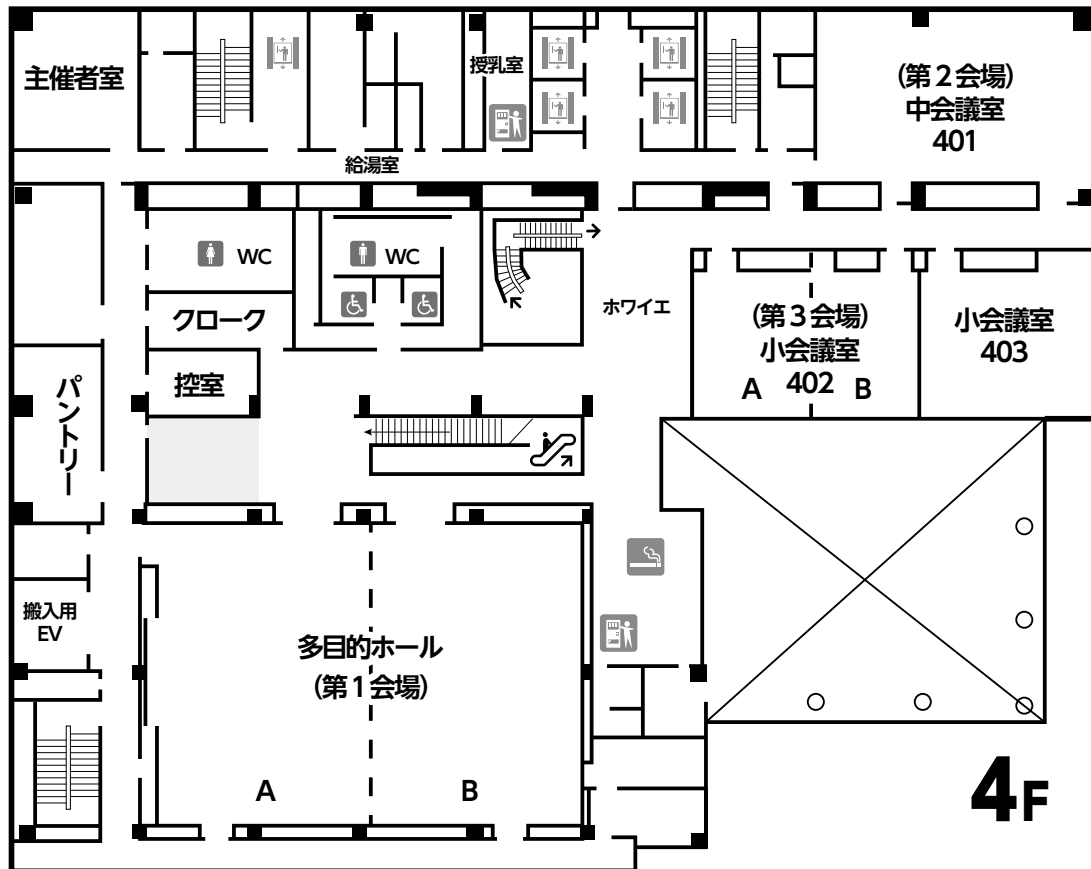 主催者室
授乳室
(第２会場)
中会議室
401
給湯室
WC
WC
クローク
ホワイエ
(第３会場)
小会議室
402
A
B
小会議室
403
控室
パントリー
搬入用
EV
多目的ホール
(第１会場)
A
B
4F